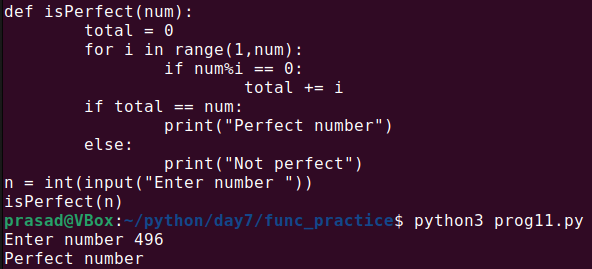 def isPerfect(num):
        total = 0
        for i in range(1,num):
                if num%i == 0:
                        total += i
        if total == num:
                print("Perfect number")
        else:
                print("Not perfect")
n = int(input("Enter number "))
isPerfect(n)
prasad@VBox:~/python/day7/func_practice$ python3 prog11.py
Enter number 496
Perfect number